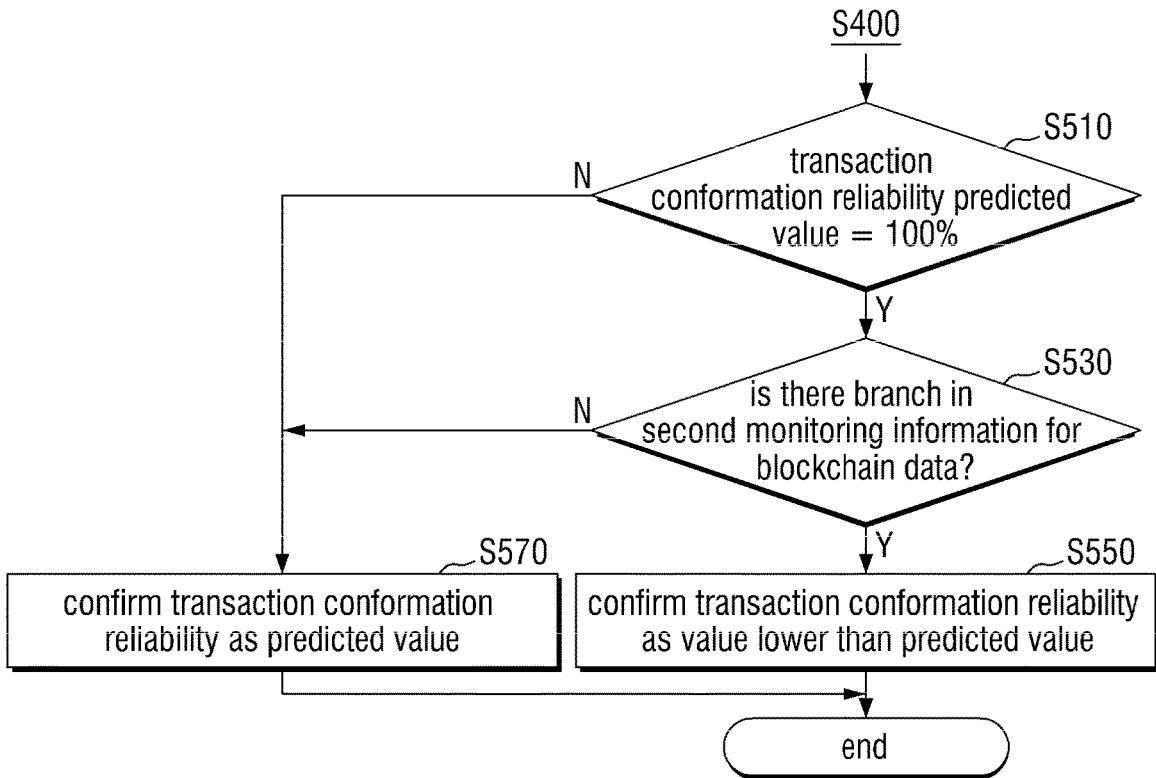 S400
S510
transaction
conformation reliability predicted
value = 100%
N
Y
S530
is there branch in
second monitoring information for
blockchain data?
N
Y
S570
confirm transaction conformation
reliability as predicted value
S550
confirm transaction conformation reliability
as value lower than predicted value
end